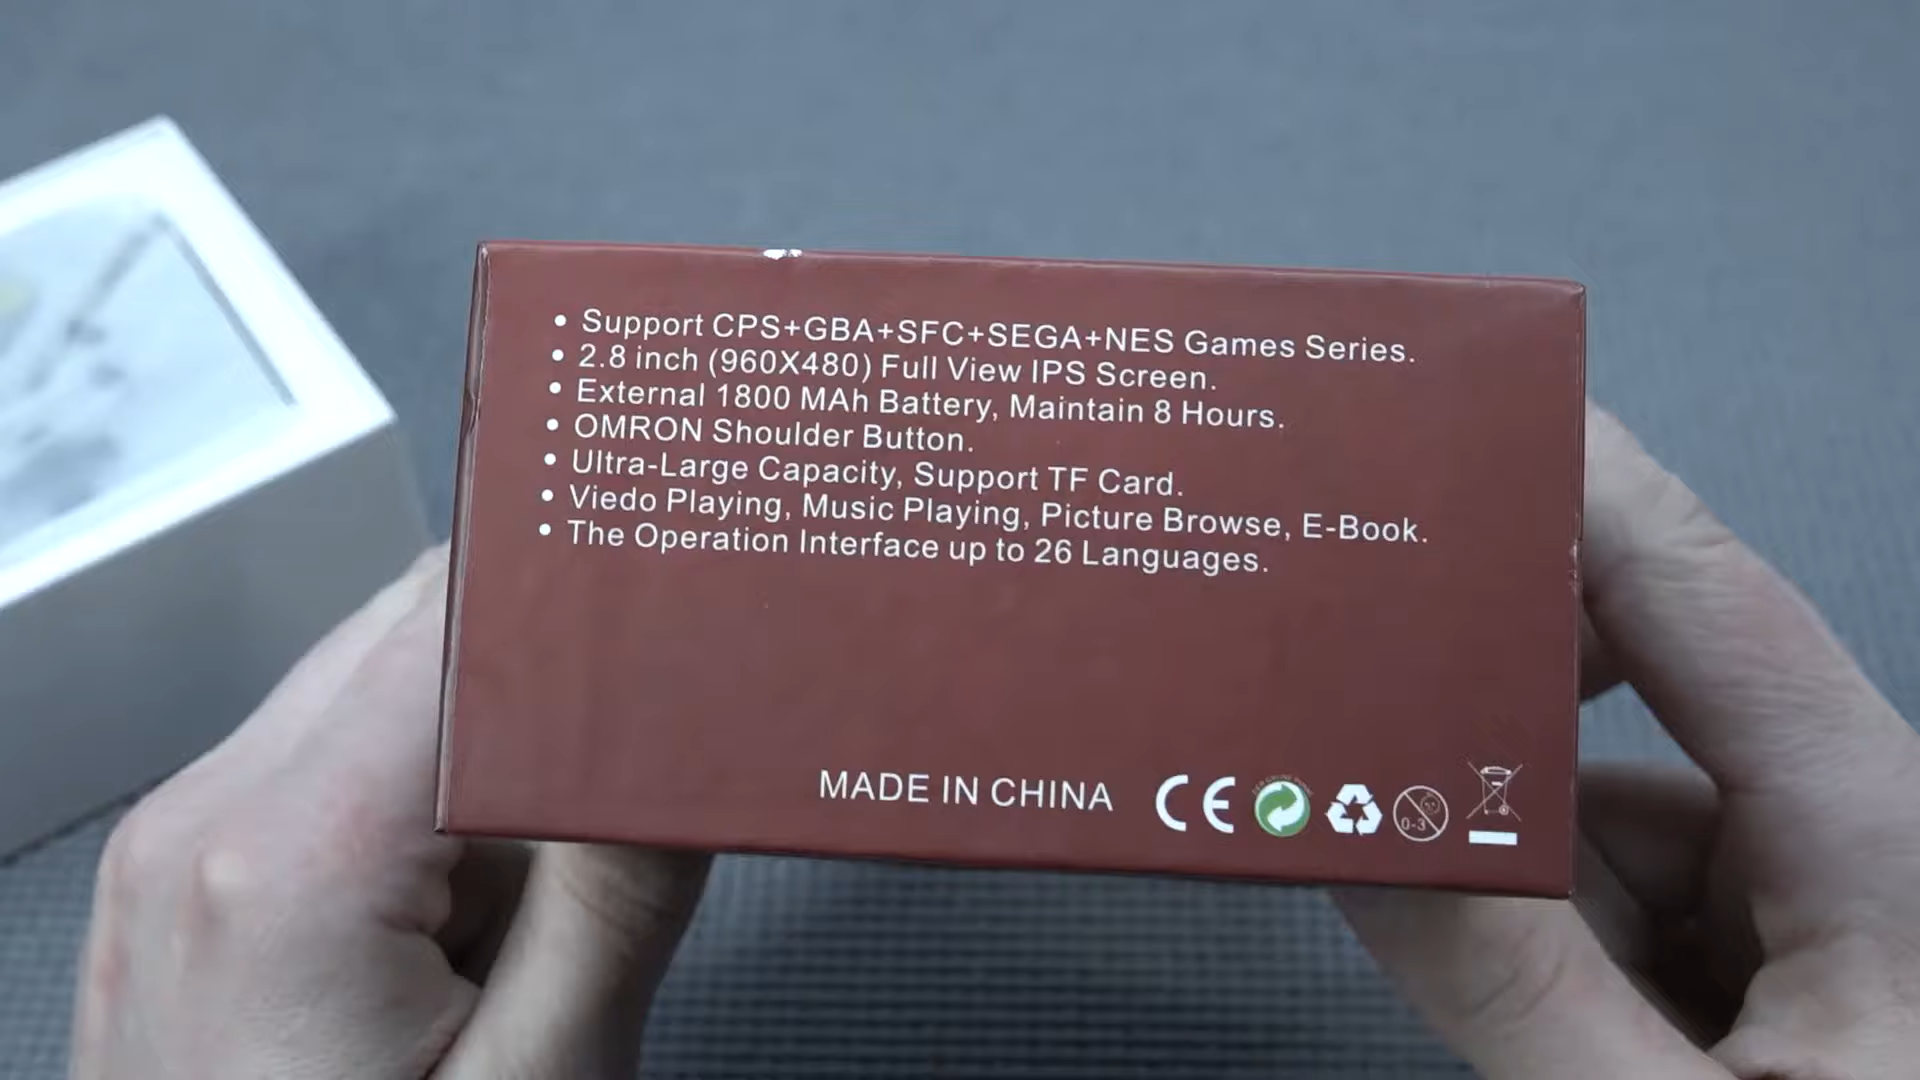 • Support CPS+GBA+SFC+SEGA+NES Games Series.
• 2.8 inch (960X480) Full View IPS Screen.
• External 1800 MAh Battery, Maintain 8 Hours.
• OMRON Shoulder Button.
• Ultra-Large Capacity, Support TF Card.
• Viedo Playing, Music Playing, Picture Browse, E-Book.
• The Operation Interface up to 26 Languages.
MADE IN CHINA CE
0-3